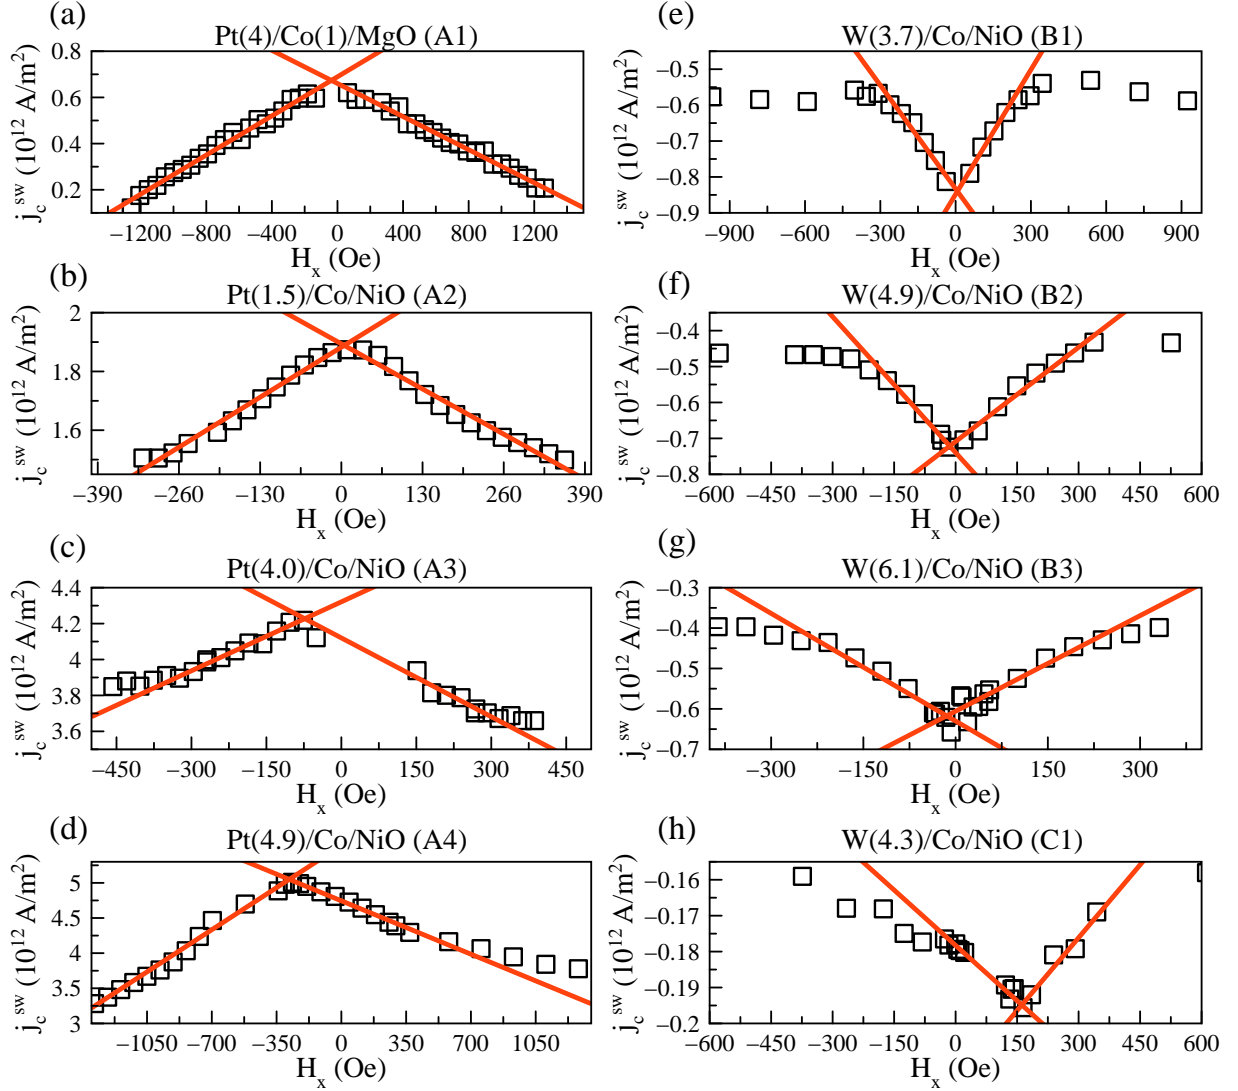 (a)
Pt(4)/Co(1)/MgO (A1)
j_c^sw (10^12 A/m^2)
0.8
0.6
0.4
0.2
−1200 −800 −400 0 400 800 1200
H_x (Oe)
(b)
Pt(1.5)/Co/NiO (A2)
j_c^sw (10^12 A/m^2)
2
1.8
1.6
−390 −260 −130 0 130 260 390
H_x (Oe)
(c)
Pt(4.0)/Co/NiO (A3)
j_c^sw (10^12 A/m^2)
4.4
4.2
4
3.8
3.6
−450 −300 −150 0 150 300 450
H_x (Oe)
(d)
Pt(4.9)/Co/NiO (A4)
j_c^sw (10^12 A/m^2)
5
4.5
4
3.5
3
−1050 −700 −350 0 350 700 1050
H_x (Oe)
(e)
W(3.7)/Co/NiO (B1)
j_c^sw (10^12 A/m^2)
−0.5
−0.6
−0.7
−0.8
−0.9
−900 −600 −300 0 300 600 900
H_x (Oe)
(f)
W(4.9)/Co/NiO (B2)
j_c^sw (10^12 A/m^2)
−0.4
−0.5
−0.6
−0.7
−0.8
−600 −450 −300 −150 0 150 300 450 600
H_x (Oe)
(g)
W(6.1)/Co/NiO (B3)
j_c^sw (10^12 A/m^2)
−0.3
−0.4
−0.5
−0.6
−0.7
−300 −150 0 150 300
H_x (Oe)
(h)
W(4.3)/Co/NiO (C1)
j_c^sw (10^12 A/m^2)
−0.16
−0.17
−0.18
−0.19
−0.2
−600 −450 −300 −150 0 150 300 450 600
H_x (Oe)